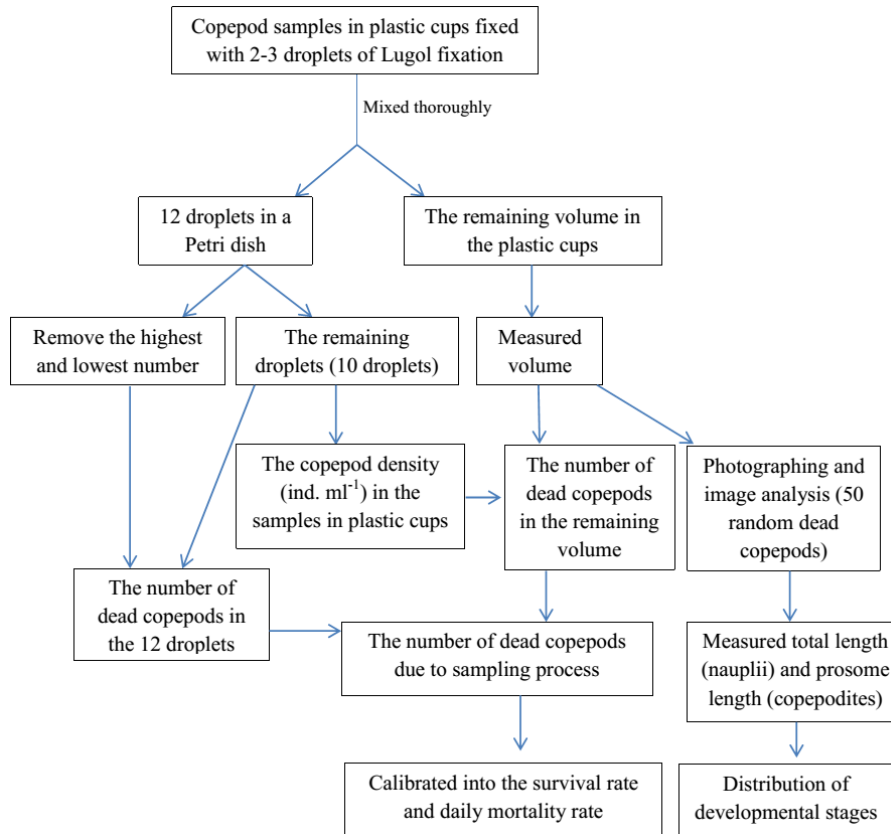 Copepod samples in plastic cups fixed
with 2-3 droplets of Lugol fixation
Mixed thoroughly
12 droplets in a
Petri dish
The remaining volume in
the plastic cups
Remove the highest
and lowest number
The remaining
droplets (10 droplets)
Measured
volume
The copepod density
(ind. ml⁻¹) in the
samples in plastic cups
The number of
dead copepods
in the remaining
volume
Photographing and
image analysis (50
random dead
copepods)
The number of
dead copepods in
the 12 droplets
The number of dead copepods
due to sampling process
Measured total length
(nauplii) and prosome
length (copepodites)
Calibrated into the survival rate
and daily mortality rate
Distribution of
developmental stages